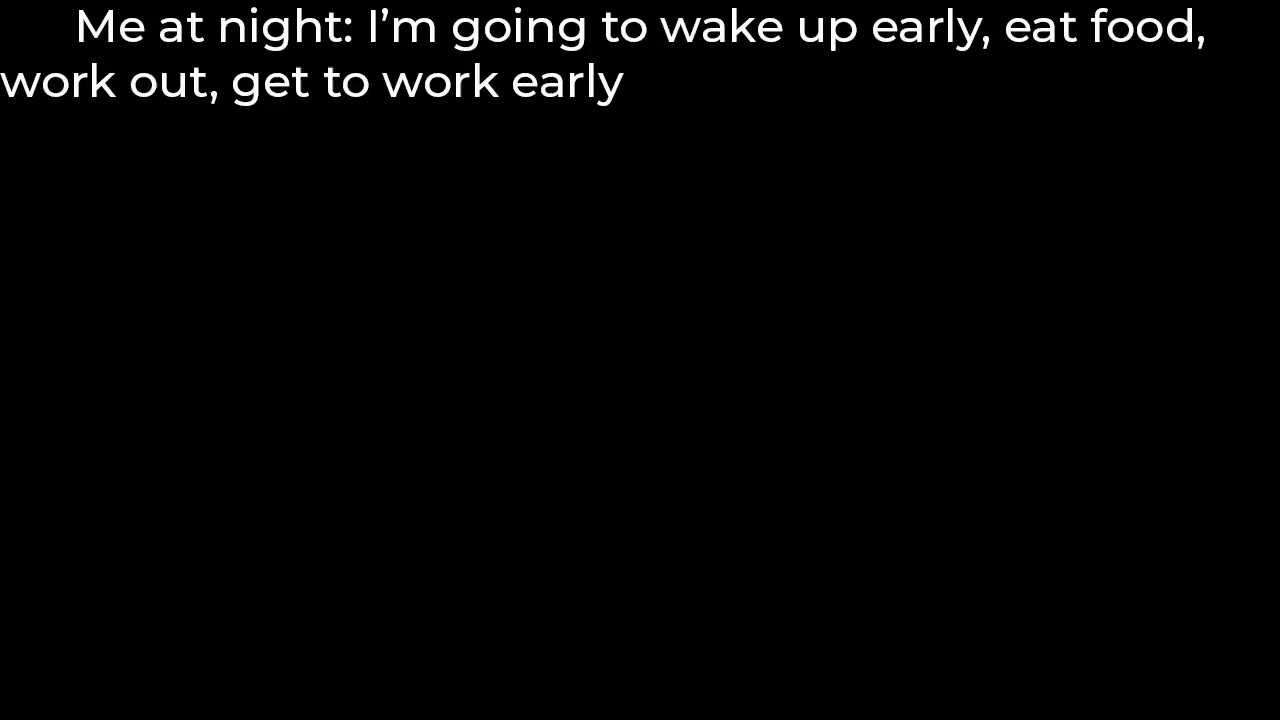 Me at night: I’m going to wake up early, eat food,
work out, get to work early